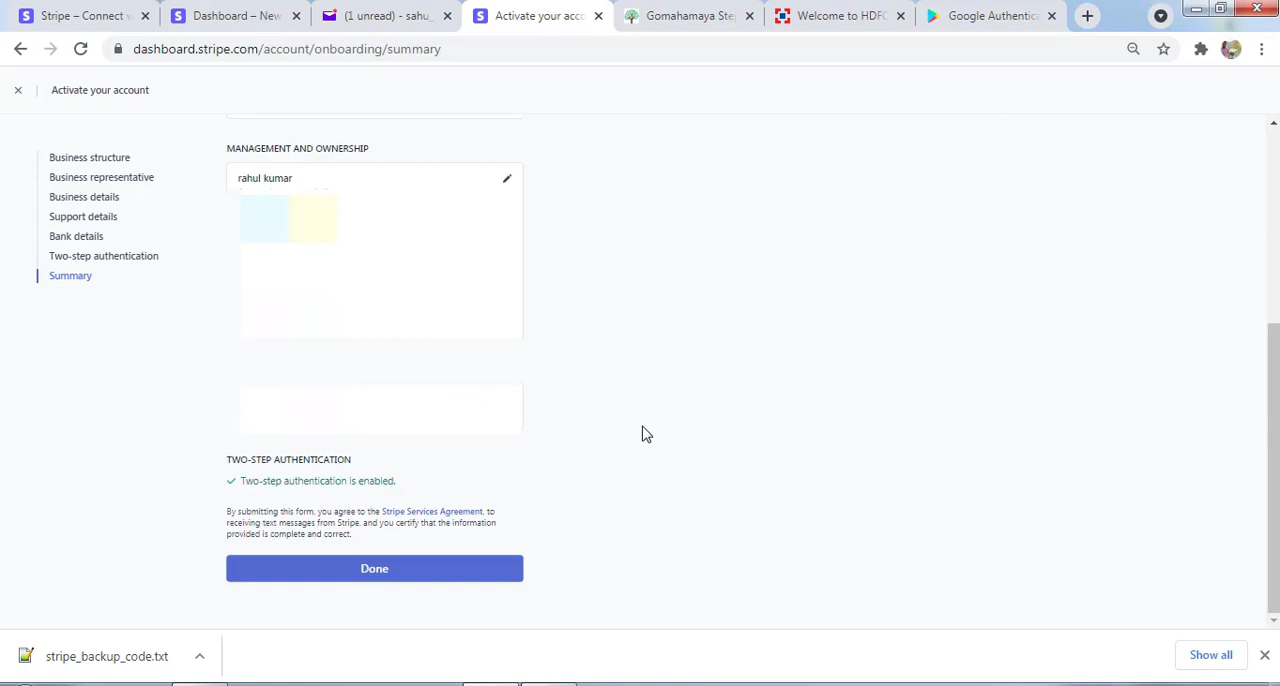 Stripe – Connect w
Dashboard – New
(1 unread) - sahu_
Activate your acco
Gomahamaya Step
Welcome to HDFC
Google Authentica
dashboard.stripe.com/account/onboarding/summary
Activate your account
Business structure
Business representative
Business details
Support details
Bank details
Two-step authentication
Summary
MANAGEMENT AND OWNERSHIP
rahul kumar
TWO-STEP AUTHENTICATION
Two-step authentication is enabled.
By submitting this form, you agree to the Stripe Services Agreement, to
receiving text messages from Stripe, and you certify that the information
provided is complete and correct.
Done
stripe_backup_code.txt
Show all